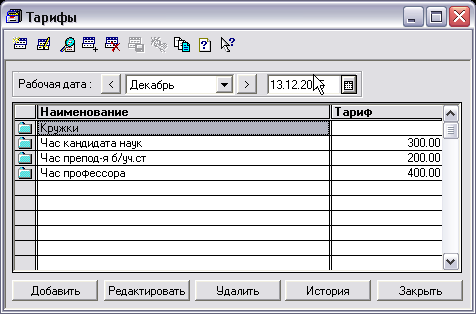 Тарифы
Рабочая дата : < Декабрь > 13.12.20
Наименование Тариф
Кружки
Час кандидата наук 300.00
Час препод-я б/уч.ст 200.00
Час профессора 400.00
Добавить Редактировать Удалить История Закрыть